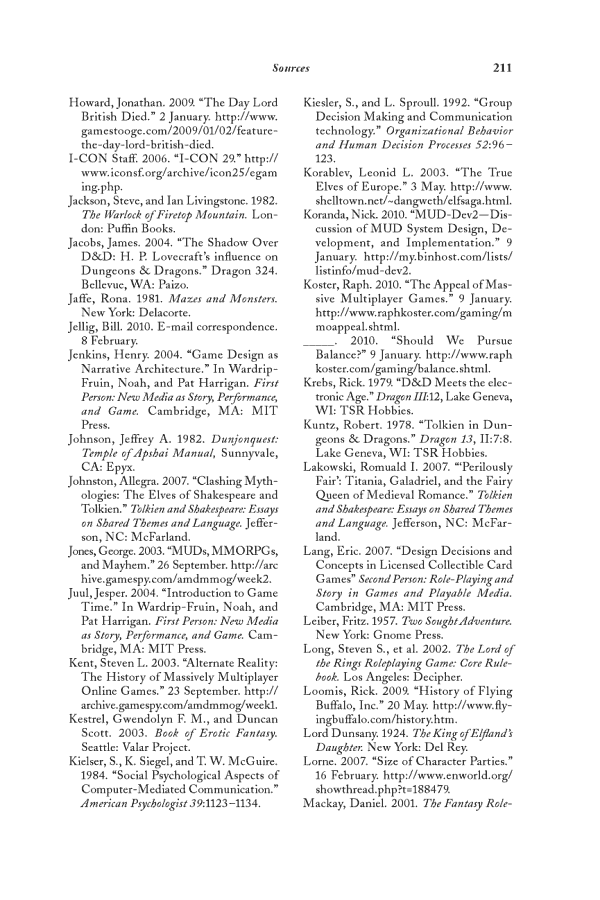 Sources 211
Howard, Jonathan. 2009. “The Day Lord
British Died.” 2 January. http://www.
gamestooge.com/2009/01/02/feature-
the-day-lord-british-died.
I-CON Staff. 2006. “I-CON 29.” http://
www.iconsf.org/archive/icon25/egam
ing.php.
Jackson, Steve, and Ian Livingstone. 1982.
The Warlock of Firetop Mountain. Lon-
don: Puffin Books.
Jacobs, James. 2004. “The Shadow Over
D&D: H. P. Lovecraft’s influence on
Dungeons & Dragons.” Dragon 324.
Bellevue, WA: Paizo.
Jaffe, Rona. 1981. Mazes and Monsters.
New York: Delacorte.
Jellig, Bill. 2010. E-mail correspondence.
8 February.
Jenkins, Henry. 2004. “Game Design as
Narrative Architecture.” In Wardrip-
Fruin, Noah, and Pat Harrigan. First
Person: New Media as Story, Performance,
and Game. Cambridge, MA: MIT
Press.
Johnson, Jeffrey A. 1982. Dunjonquest:
Temple of Apshai Manual, Sunnyvale,
CA: Epyx.
Johnston, Allegra. 2007. “Clashing Myth-
ologies: The Elves of Shakespeare and
Tolkien.” Tolkien and Shakespeare: Essays
on Shared Themes and Language. Jeffer-
son, NC: McFarland.
Jones, George. 2003. “MUDs, MMORPGs,
and Mayhem.” 26 September. http://arc
hive.gamespy.com/amdmmog/week2.
Juul, Jesper. 2004. “Introduction to Game
Time.” In Wardrip-Fruin, Noah, and
Pat Harrigan. First Person: New Media
as Story, Performance, and Game. Cam-
bridge, MA: MIT Press.
Kent, Steven L. 2003. “Alternate Reality:
The History of Massively Multiplayer
Online Games.” 23 September. http://
archive.gamespy.com/amdmmog/week1.
Kestrel, Gwendolyn F. M., and Duncan
Scott. 2003. Book of Erotic Fantasy.
Seattle: Valar Project.
Kielser, S., K. Siegel, and T. W. McGuire.
1984. “Social Psychological Aspects of
Computer-Mediated Communication.”
American Psychologist 39:1123–1134.
Kiesler, S., and L. Sproull. 1992. “Group
Decision Making and Communication
technology.” Organizational Behavior
and Human Decision Processes 52:96–
123.
Korablev, Leonid L. 2003. “The True
Elves of Europe.” 3 May. http://www.
shelltown.net/~dangweth/elfsaga.html.
Koranda, Nick. 2010. “MUD-Dev2—Dis-
cussion of MUD System Design, De-
velopment, and Implementation.” 9
January. http://my.binhost.com/lists/
listinfo/mud-dev2.
Koster, Raph. 2010. “The Appeal of Mas-
sive Multiplayer Games.” 9 January.
http://www.raphkoster.com/gaming/m
moappeal.shtml.
_____. 2010. “Should We Pursue
Balance?” 9 January. http://www.raph
koster.com/gaming/balance.shtml.
Krebs, Rick. 1979. “D&D Meets the elec-
tronic Age.” Dragon III:12, Lake Geneva,
WI: TSR Hobbies.
Kuntz, Robert. 1978. “Tolkien in Dun-
geons & Dragons.” Dragon 13, II:7:8.
Lake Geneva, WI: TSR Hobbies.
Lakowski, Romuald I. 2007. “‘Perilously
Fair’: Titania, Galadriel, and the Fairy
Queen of Medieval Romance.” Tolkien
and Shakespeare: Essays on Shared Themes
and Language. Jefferson, NC: McFar-
land.
Lang, Eric. 2007. “Design Decisions and
Concepts in Licensed Collectible Card
Games” Second Person: Role-Playing and
Story in Games and Playable Media.
Cambridge, MA: MIT Press.
Leiber, Fritz. 1957. Two Sought Adventure.
New York: Gnome Press.
Long, Steven S., et al. 2002. The Lord of
the Rings Roleplaying Game: Core Rule-
book. Los Angeles: Decipher.
Loomis, Rick. 2009. “History of Flying
Buffalo, Inc.” 20 May. http://www.fly-
ingbuffalo.com/history.htm.
Lord Dunsany. 1924. The King of Elfland’s
Daughter. New York: Del Rey.
Lorne. 2007. “Size of Character Parties.”
16 February. http://www.enworld.org/
showthread.php?t=188479.
Mackay, Daniel. 2001. The Fantasy Role-